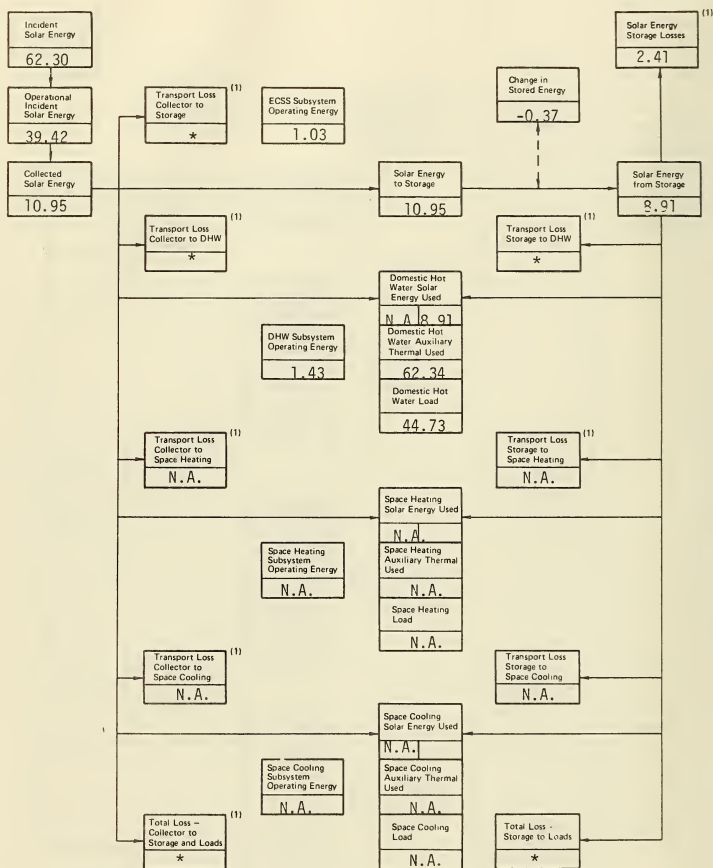 Incident
Solar Energy
62.30
Operational
Incident
Solar Energy
39.42
Collected
Solar Energy
10.95
Transport Loss
Collector to
Storage
(1)
*
ECSS Subsystem
Operating Energy
1.03
Change in
Stored Energy
-0.37
Solar Energy
Storage Losses
(1)
2.41
Solar Energy
to Storage
10.95
Solar Energy
from Storage
8.91
Transport Loss
Collector to DHW
(1)
*
Transport Loss
Storage to DHW
(1)
*
Domestic Hot
Water Solar
Energy Used
N A 8.91
DHW Subsystem
Operating Energy
1.43
Domestic Hot
Water Auxiliary
Thermal Used
62.34
Domestic Hot
Water Load
44.73
Transport Loss
Collector to
Space Heating
(1)
N.A.
Transport Loss
Storage to
Space Heating
(1)
N.A.
Space Heating
Solar Energy Used
N.A.
Space Heating
Subsystem
Operating Energy
N.A.
Space Heating
Auxiliary Thermal
Used
N.A.
Space Heating
Load
N.A.
Transport Loss
Collector to
Space Cooling
(1)
N.A.
Transport Loss
Storage to
Space Cooling
N.A.
Space Cooling
Solar Energy Used
N.A.
Space Cooling
Subsystem
Operating Energy
N.A.
Space Cooling
Auxiliary Thermal
Used
N.A.
Space Cooling
Load
N.A.
Total Loss –
Collector to
Storage and Loads
(1)
*
Total Loss -
Storage to Loads
*